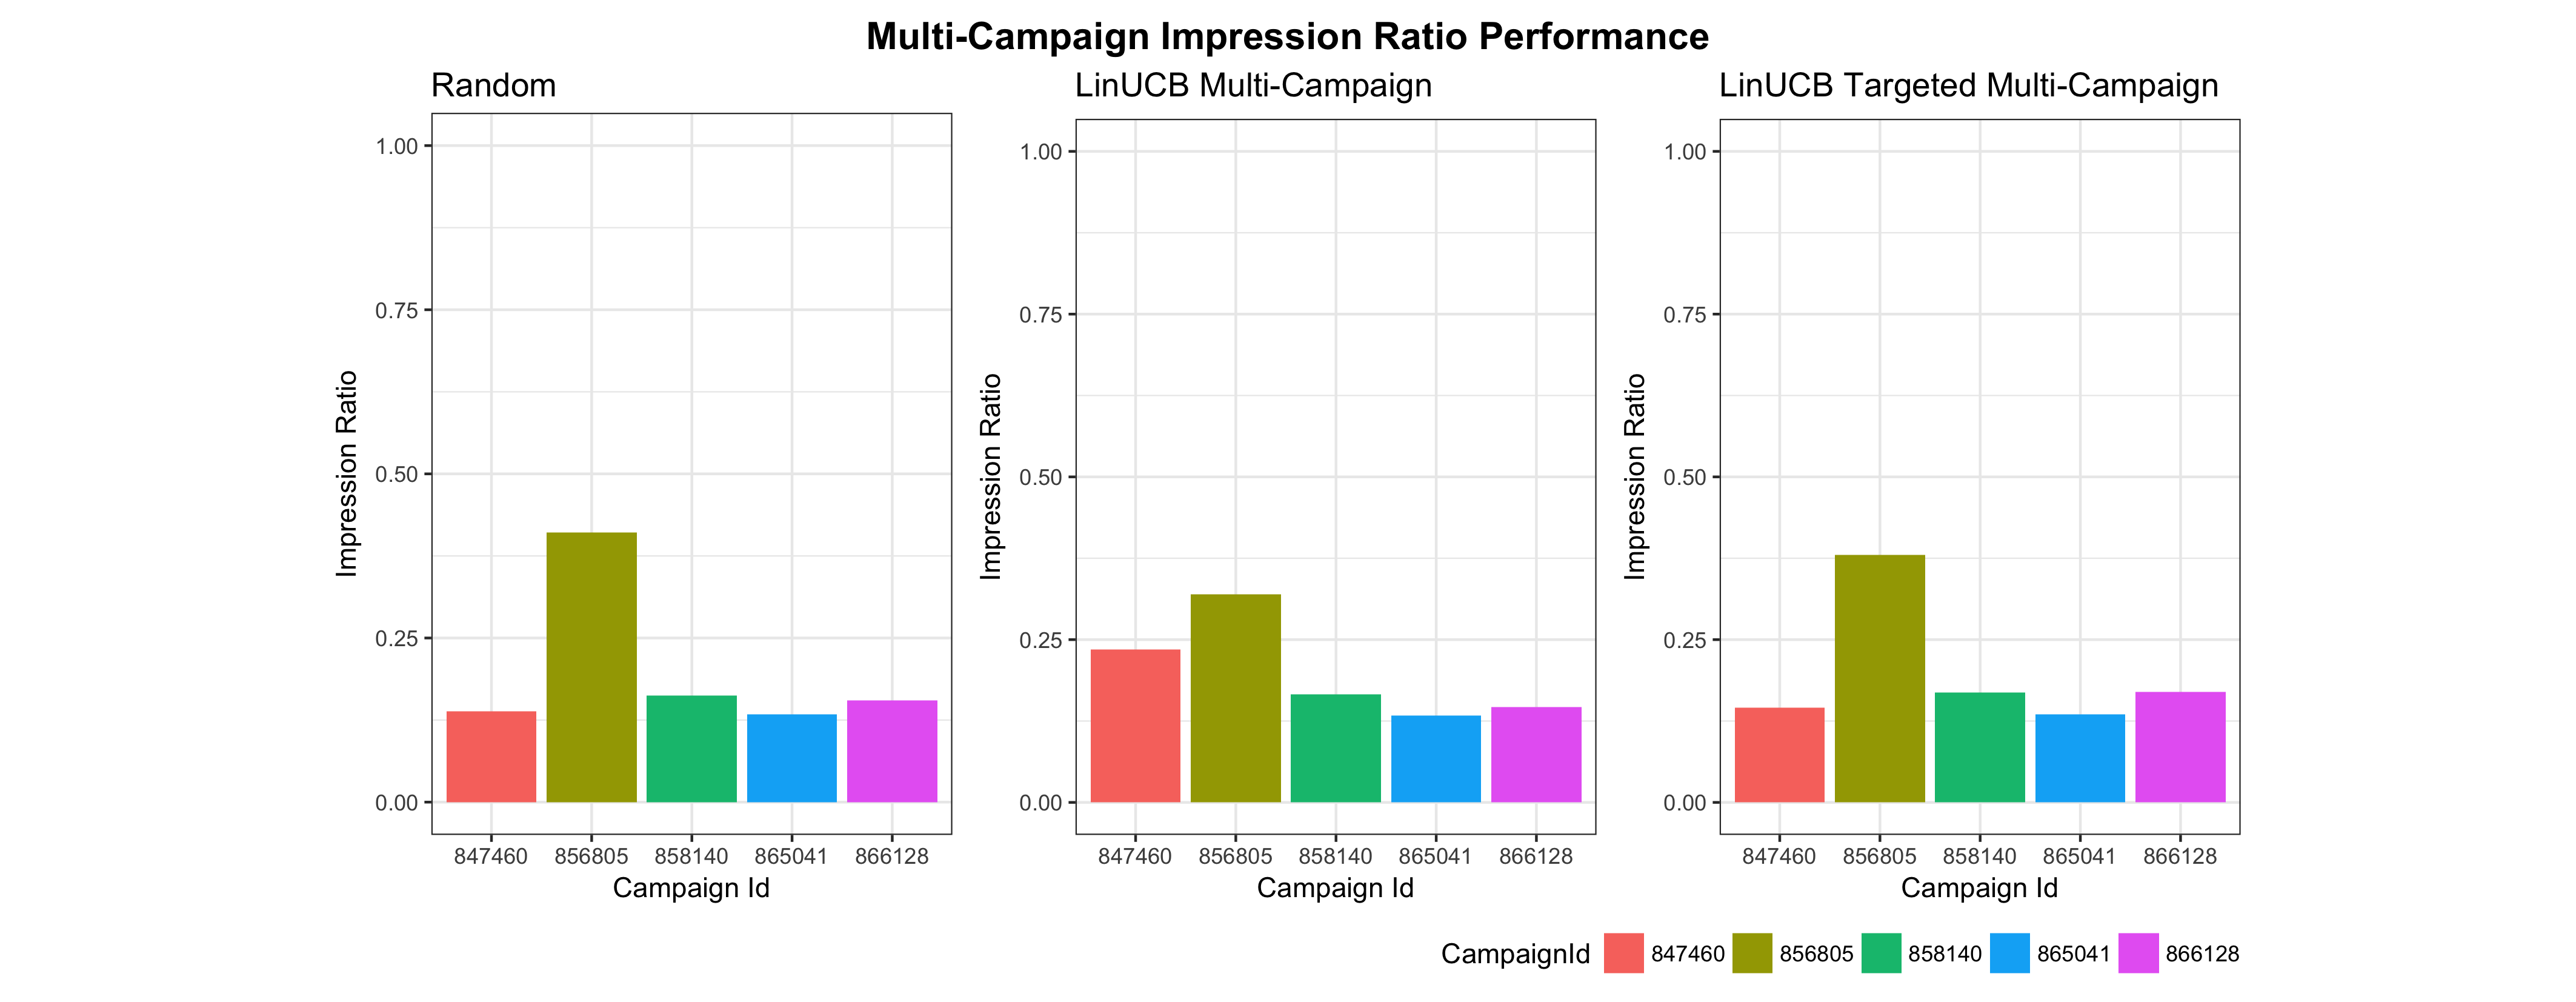 Multi-Campaign Impression Ratio Performance
Random
Impression Ratio
1.00
0.75
0.50
0.25
0.00
847460 856805 858140 865041 866128
Campaign Id
LinUCB Multi-Campaign
Impression Ratio
1.00
0.75
0.50
0.25
0.00
847460 856805 858140 865041 866128
Campaign Id
LinUCB Targeted Multi-Campaign
Impression Ratio
1.00
0.75
0.50
0.25
0.00
847460 856805 858140 865041 866128
Campaign Id
CampaignId 847460 856805 858140 865041 866128